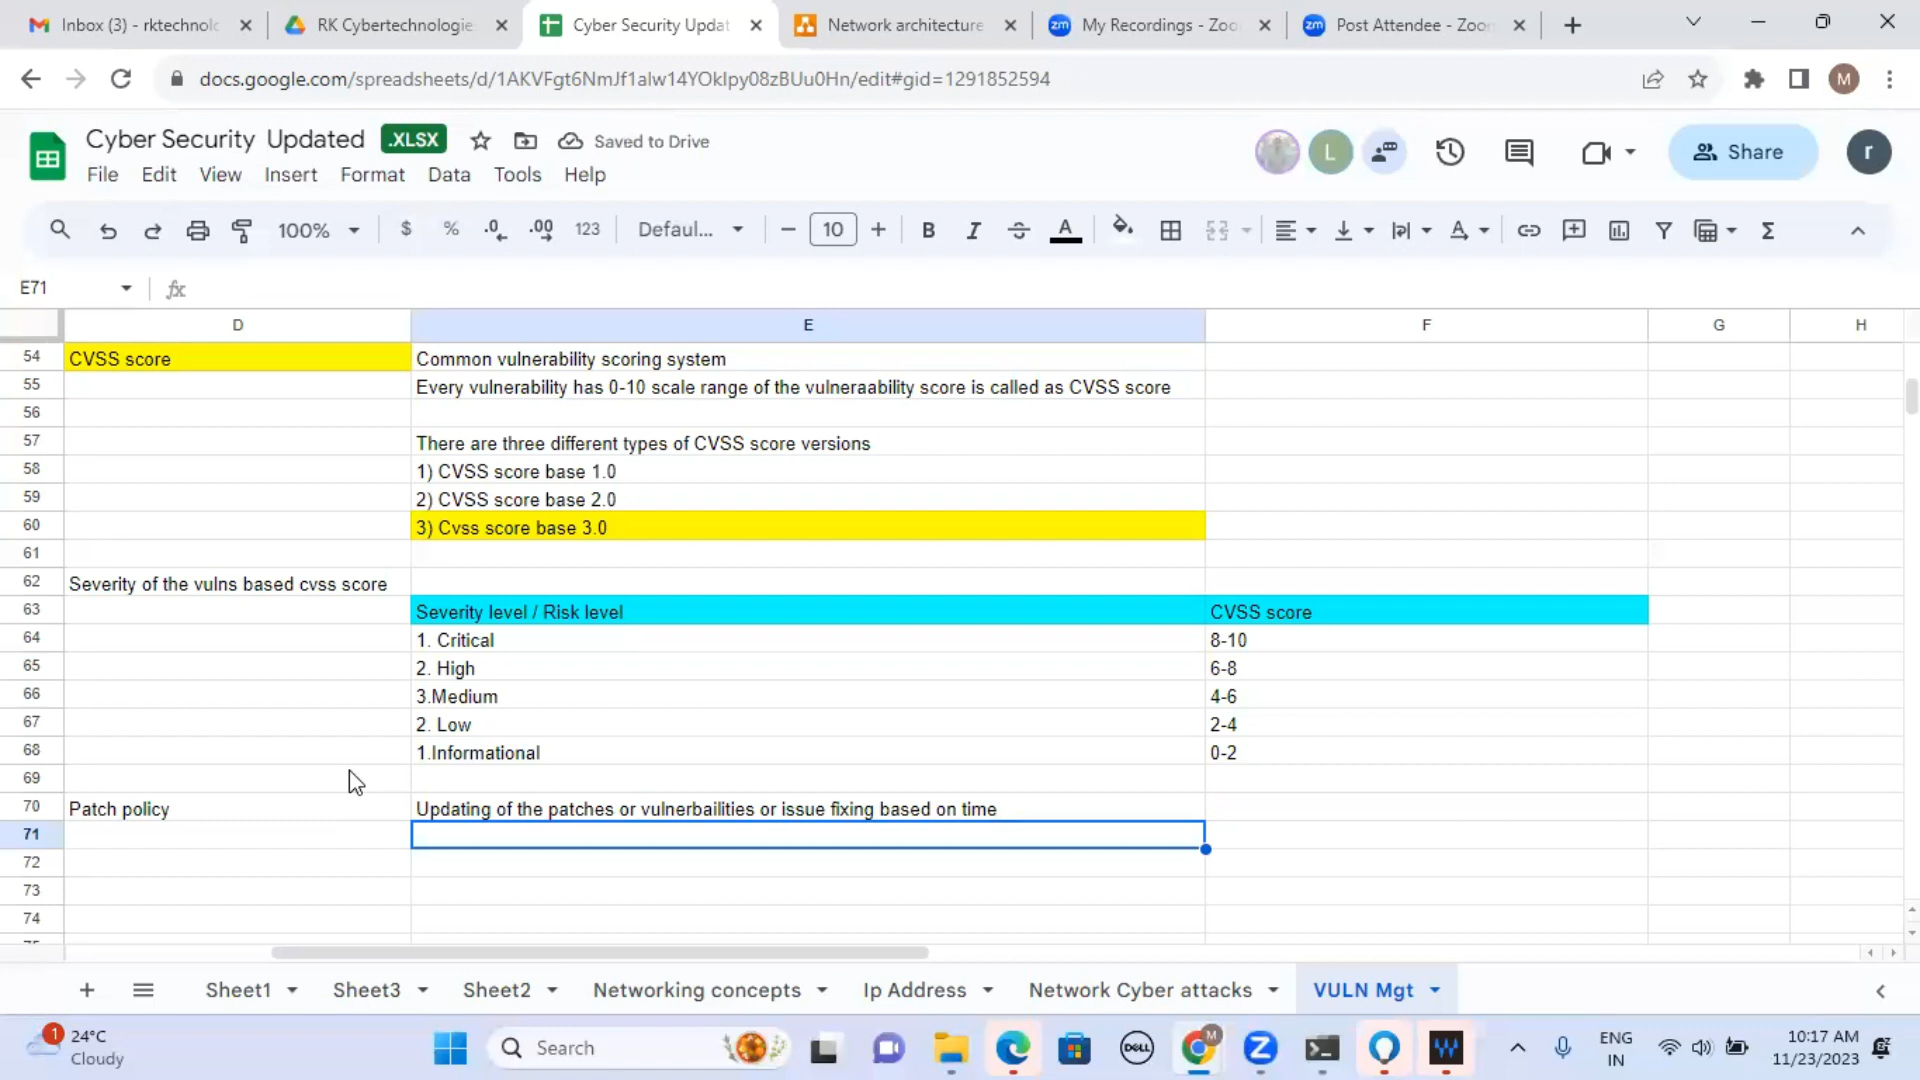 Inbox (3) - rktechnolo
RK Cybertechnologie
Cyber Security Updat
Network architecture
My Recordings - Zoo
Post Attendee - Zoom
docs.google.com/spreadsheets/d/1AKVFgt6NmJf1alw14YOklpy08zBUu0Hn/edit#gid=1291852594
M
Cyber Security Updated
.XLSX
Saved to Drive
L
Share
r
File Edit View Insert Format Data Tools Help
100%
$ % .0 .00 123
Defaul...
10
B I A
E71
fx
D E F G H
54 CVSS score Common vulnerability scoring system
55 Every vulnerability has 0-10 scale range of the vulneraability score is called as CVSS score
56
57 There are three different types of CVSS score versions
58 1) CVSS score base 1.0
59 2) CVSS score base 2.0
60 3) Cvss score base 3.0
61
62 Severity of the vulns based cvss score
63 Severity level / Risk level CVSS score
64 1. Critical 8-10
65 2. High 6-8
66 3.Medium 4-6
67 2. Low 2-4
68 1.Informational 0-2
69
70 Patch policy Updating of the patches or vulnerbailities or issue fixing based on time
71
72
73
74
Sheet1 Sheet3 Sheet2 Networking concepts Ip Address Network Cyber attacks VULN Mgt
1
24°C
Cloudy
Search
DELL
M
Z
W
ENG
IN
10:17 AM
11/23/2023